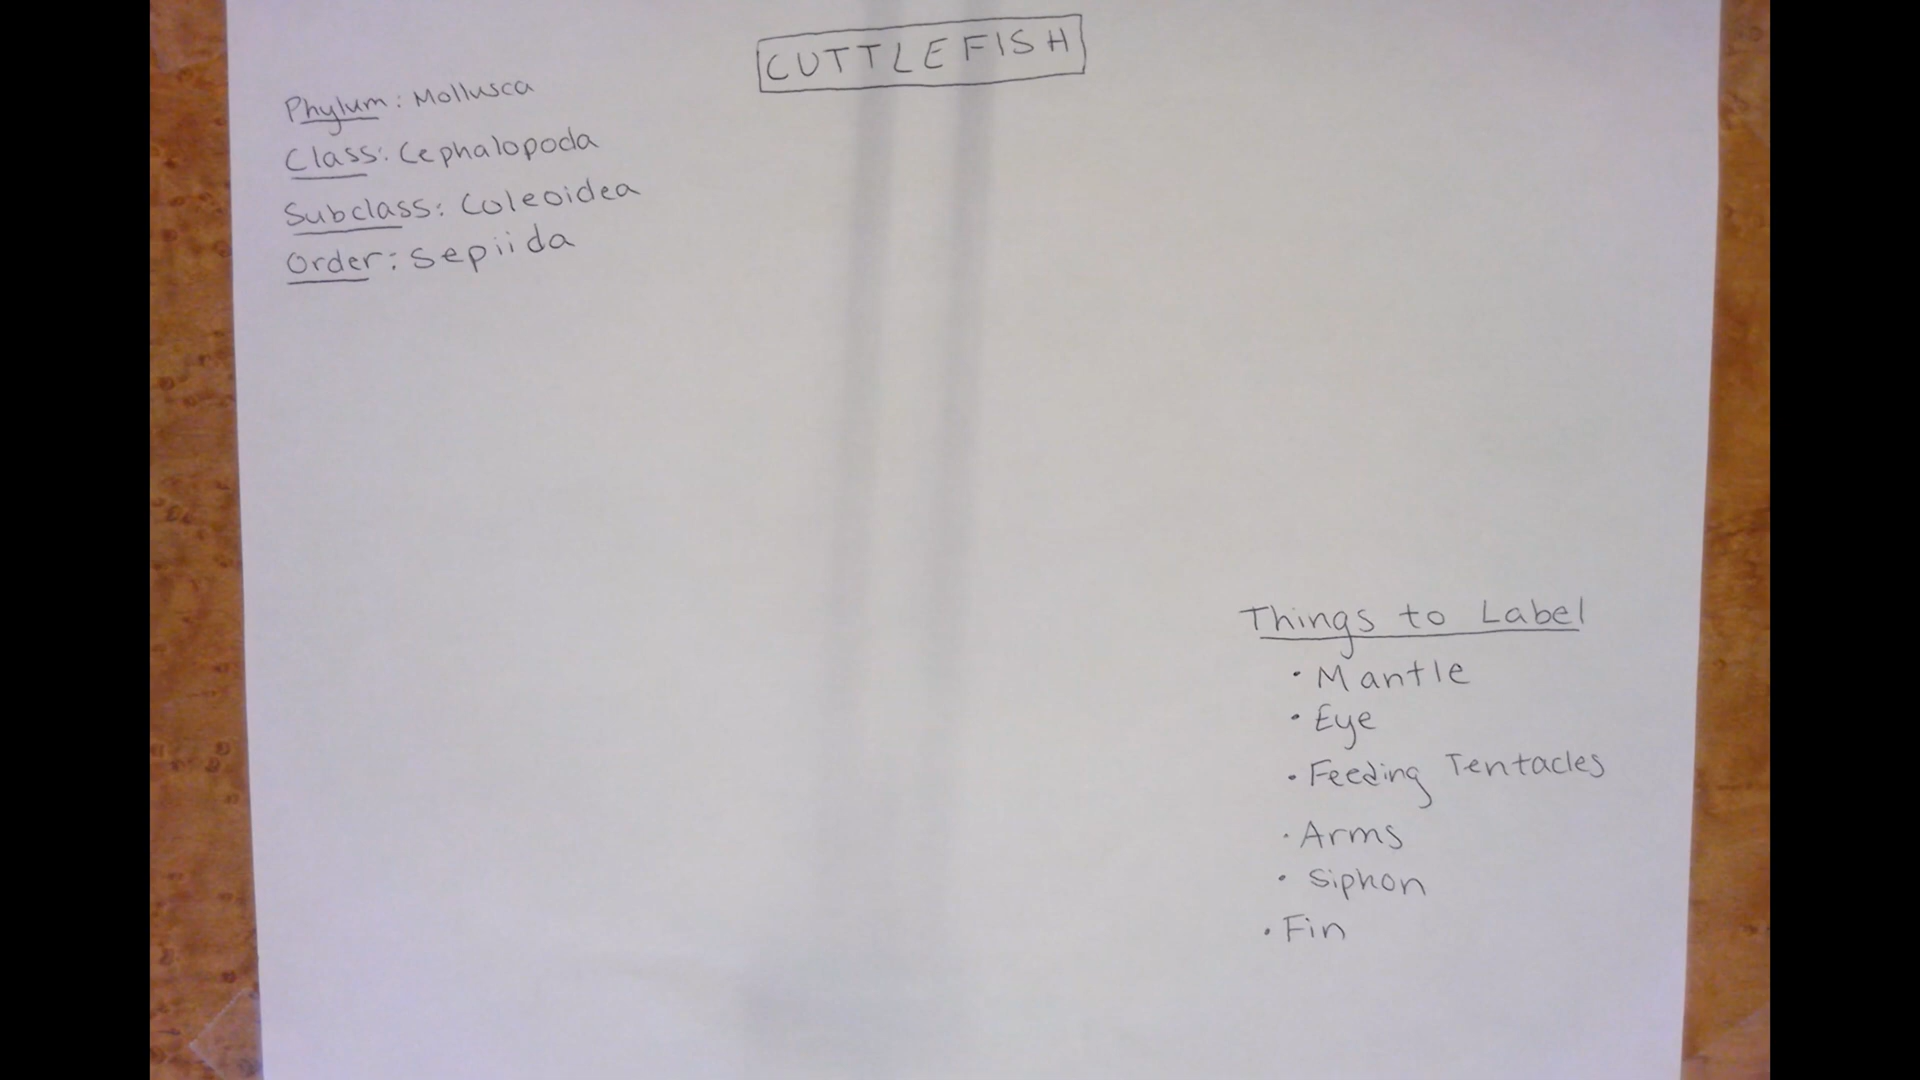 CUTTLEFISH
Phylum: Mollusca
Class: Cephalopoda
Subclass: Coleoidea
Order: Sepiida
Things to Label
• Mantle
• Eye
• Feeding Tentacles
• Arms
• Siphon
• Fin